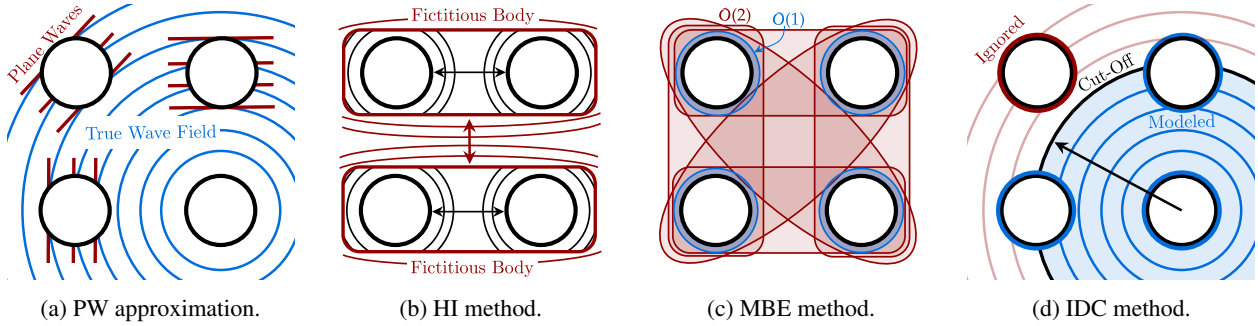 Plane Waves
True Wave Field
(a) PW approximation.
Fictitious Body
Fictitious Body
(b) HI method.
O(2)
O(1)
(c) MBE method.
Ignored
Cut-Off
Modeled
(d) IDC method.